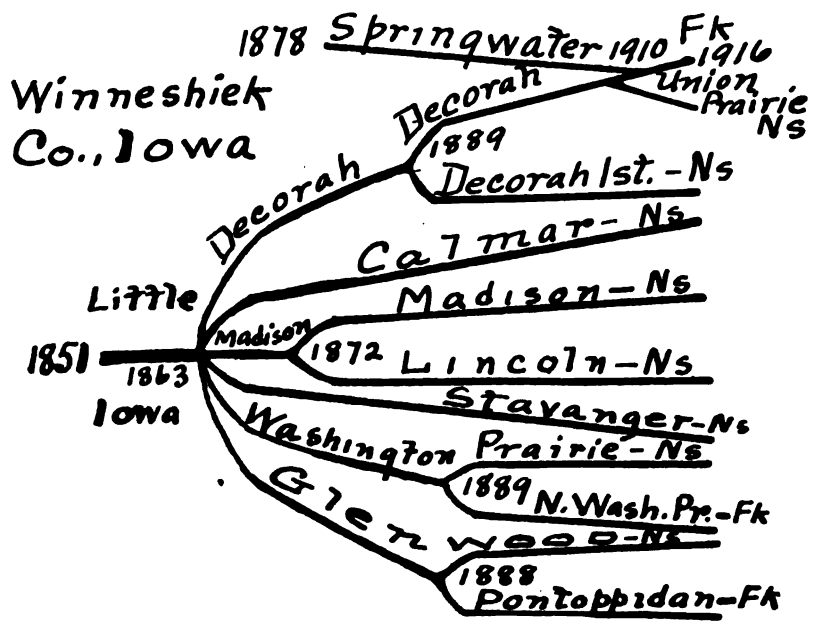 1878 Springwater 1910 Fk
1916
Union
Prairie
Ns
Winneshiek
Co., Iowa
Decorah
1889
Decorah 1st.-Ns
Decorah
Calmar-Ns
Little
Madison-Ns
Madison
1851
1872
Lincoln-Ns
1863
Iowa
Stavanger-Ns
Washington
Prairie-Ns
1889
N.Wash.Pr.-Fk
Glenwood-Ns
1888
Pontoppidan-Fk